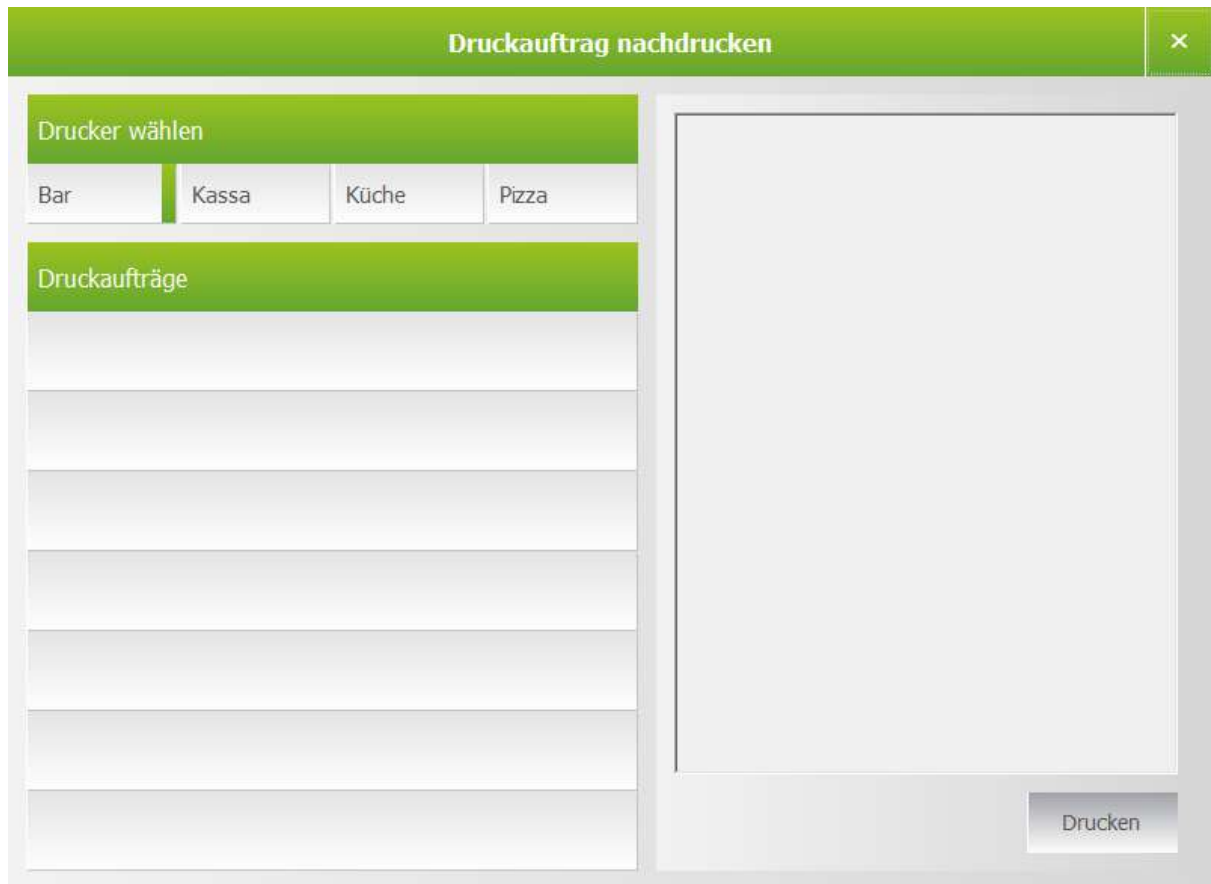 Druckauftrag nachdrucken ×
Drucker wählen
Bar Kassa Küche Pizza
Druckaufträge
Drucken